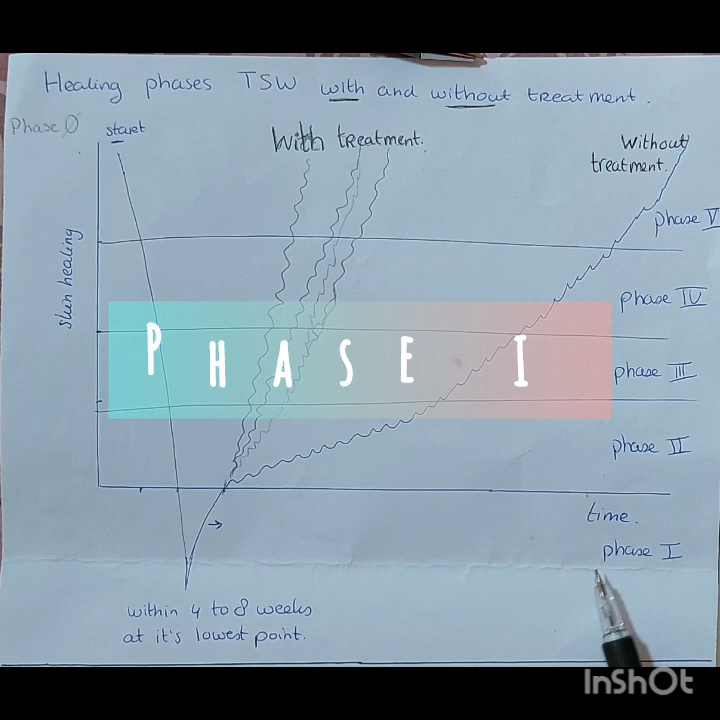 Healing phases TSW with and without treatment.
Phase 0
start
With treatment.
Without
treatment.
phase V
skin healing
phase IV
PHASE I
phase III
phase II
time.
phase I
within 4 to 8 weeks
at it's lowest point.
InShOt